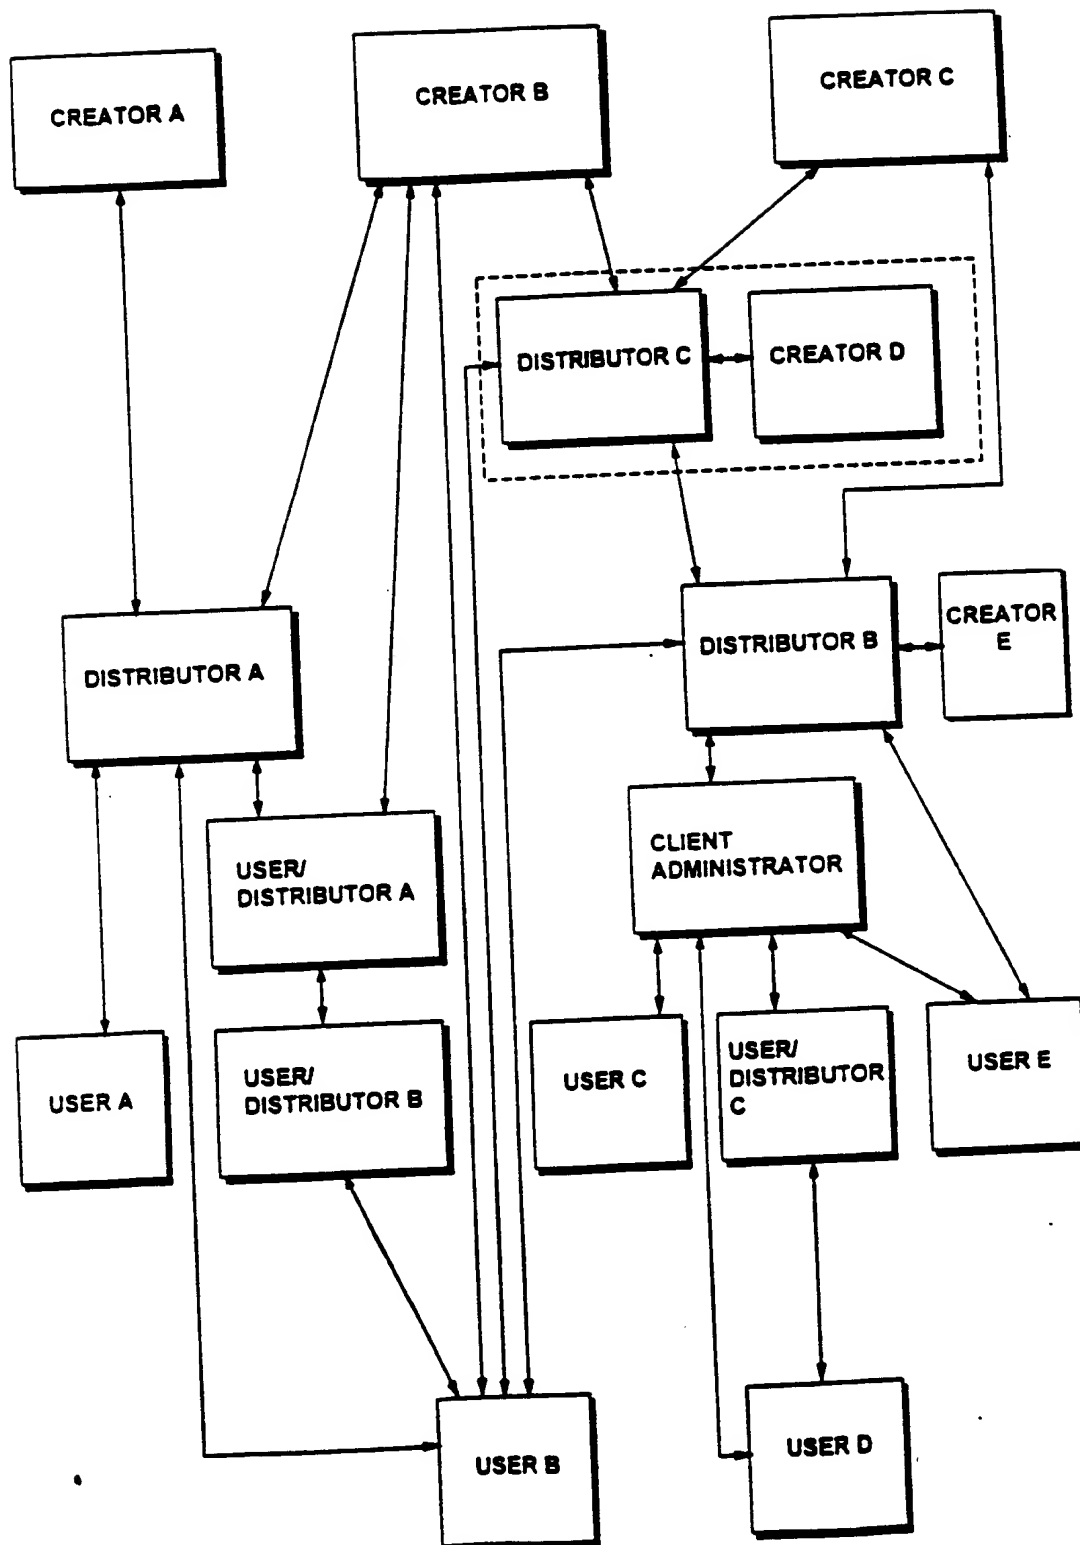 CREATOR A
CREATOR B
CREATOR C
DISTRIBUTOR C
CREATOR D
DISTRIBUTOR A
DISTRIBUTOR B
CREATOR
E
USER/
DISTRIBUTOR A
CLIENT
ADMINISTRATOR
USER A
USER/
DISTRIBUTOR B
USER C
USER/
DISTRIBUTOR
C
USER E
USER B
USER D